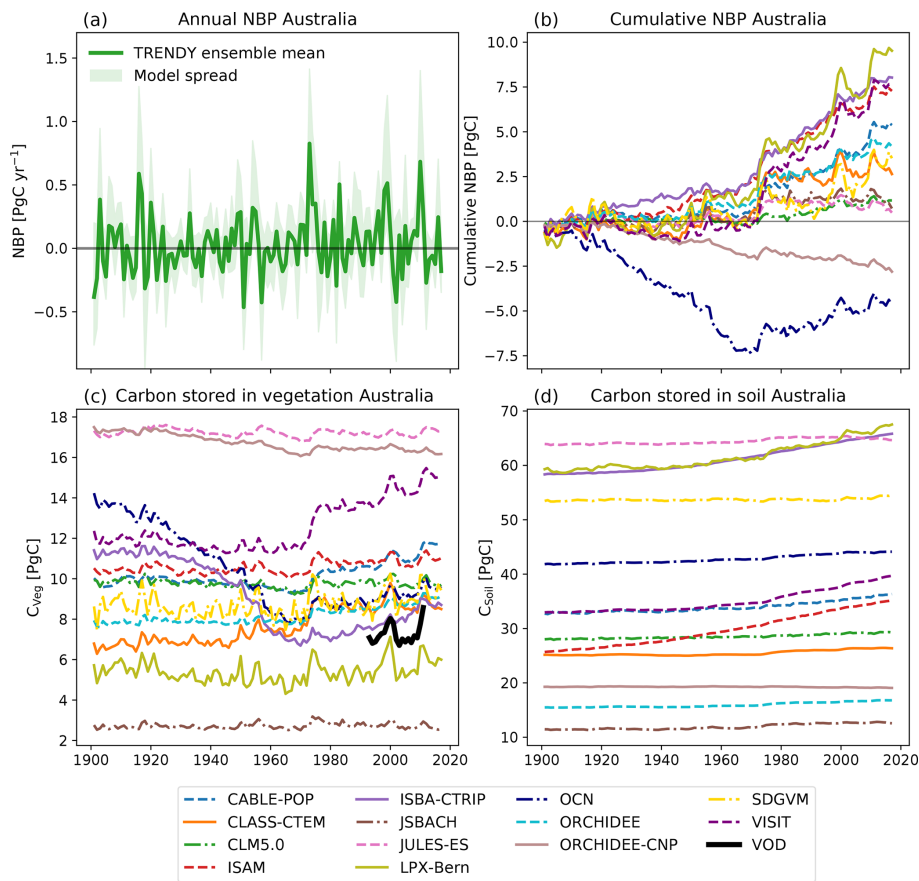 (a) Annual NBP Australia
(b) Cumulative NBP Australia
TRENDY ensemble mean
Model spread
NBP [PgC yr⁻¹]
1.5
1.0
0.5
0.0
−0.5
Cumulative NBP [PgC]
10.0
7.5
5.0
2.5
0.0
−2.5
−5.0
−7.5
(c) Carbon stored in vegetation Australia
(d) Carbon stored in soil Australia
C_Veg [PgC]
18
16
14
12
10
8
6
4
2
1900 1920 1940 1960 1980 2000 2020
C_soil [PgC]
70
60
50
40
30
20
10
1900 1920 1940 1960 1980 2000 2020
CABLE-POP
CLASS-CTEM
CLM5.0
ISAM
ISBA-CTRIP
JSBACH
JULES-ES
LPX-Bern
OCN
ORCHIDEE
ORCHIDEE-CNP
SDGVM
VISIT
VOD